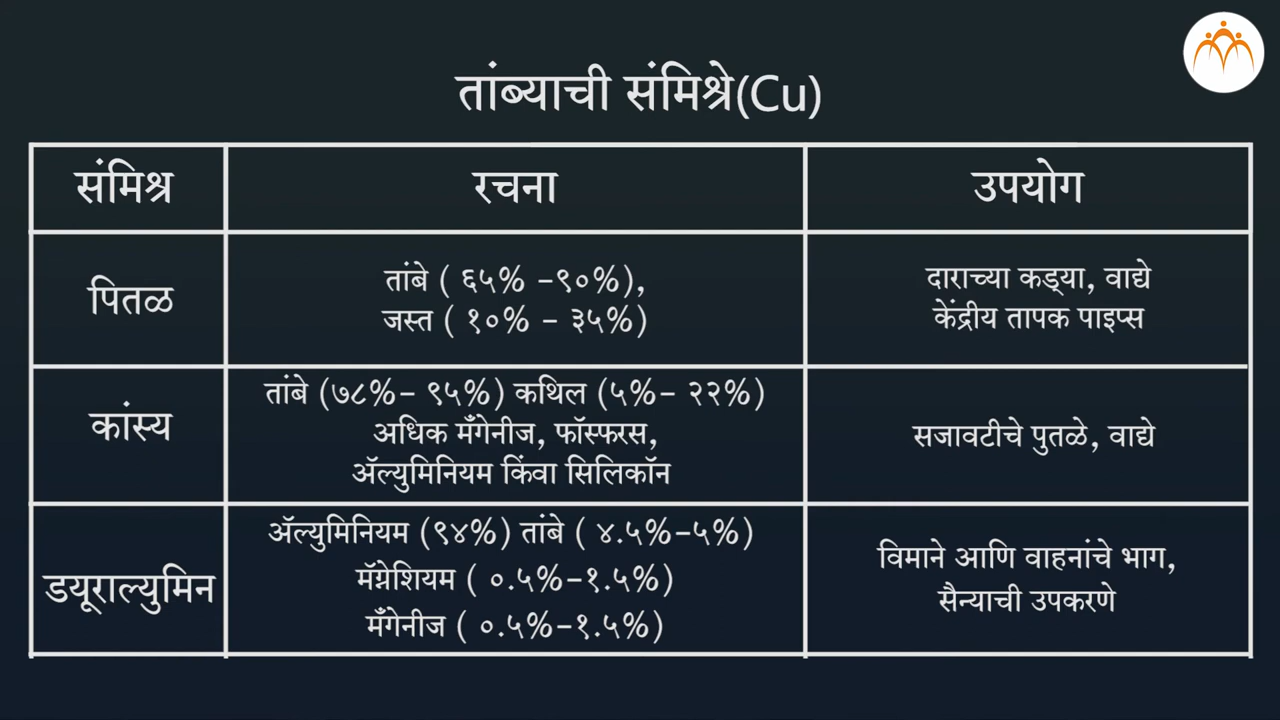 तांब्याची संमिश्रे(Cu)
संमिश्र
रचना
उपयोग
पितळ
तांबे ( ६५% -९०%),
जस्त ( १०% - ३५%)
दाराच्या कड्या, वाद्ये
केंद्रीय तापक पाइप्स
कांस्य
तांबे (७८%- ९५%) कथिल (५%- २२%)
अधिक मँगेनीज, फॉस्फरस,
ॲल्युमिनियम किंवा सिलिकॉन
सजावटीचे पुतळे, वाद्ये
डयूराल्युमिन
ॲल्युमिनियम (९४%) तांबे ( ४.५%-५%)
मॅग्नेशियम ( ०.५%-१.५%)
मँगेनीज ( ०.५%-१.५%)
विमाने आणि वाहनांचे भाग,
सैन्याची उपकरणे